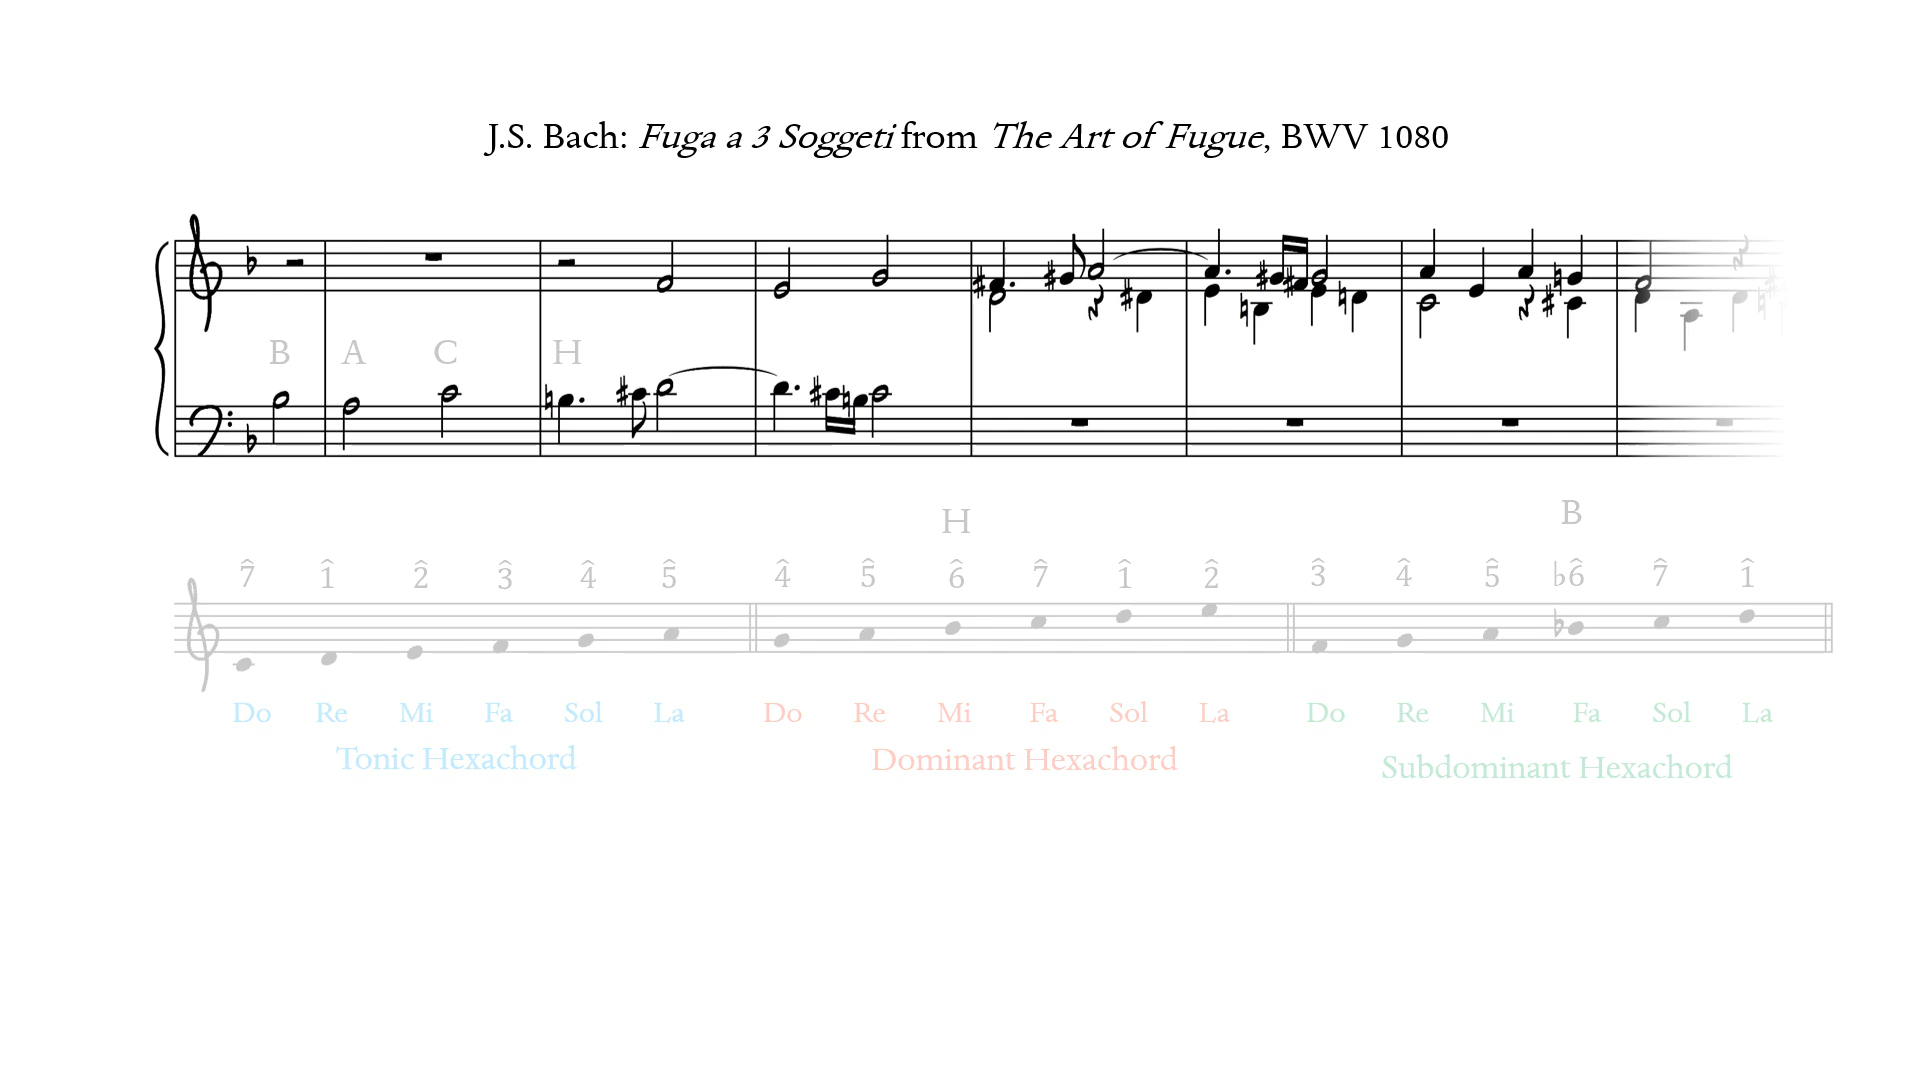 J.S. Bach: Fuga a 3 Soggeti from The Art of Fugue, BWV 1080
B A C H
H B
7̂ 1̂ 2̂ 3̂ 4̂ 5̂ 4̂ 5̂ 6̂ 7̂ 1̂ 2̂ 3̂ 4̂ 5̂ ♭6̂ 7̂ 1̂
Do Re Mi Fa Sol La Do Re Mi Fa Sol La Do Re Mi Fa Sol La
Tonic Hexachord Dominant Hexachord Subdominant Hexachord